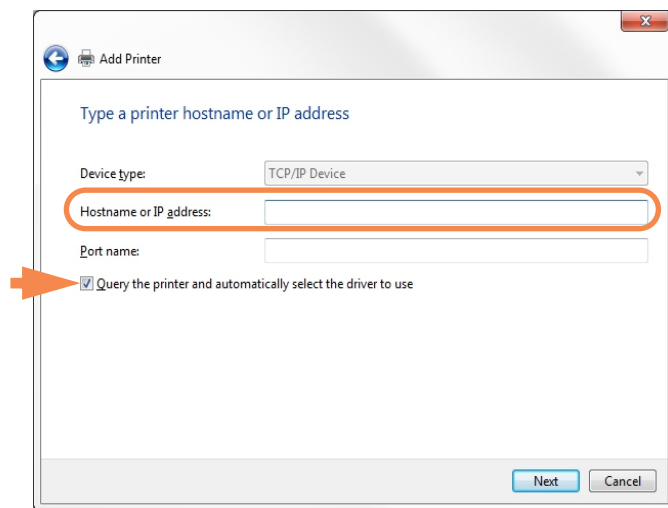 Add Printer
Type a printer hostname or IP address
Device type: TCP/IP Device
Hostname or IP address:
Port name:
Query the printer and automatically select the driver to use
Next Cancel